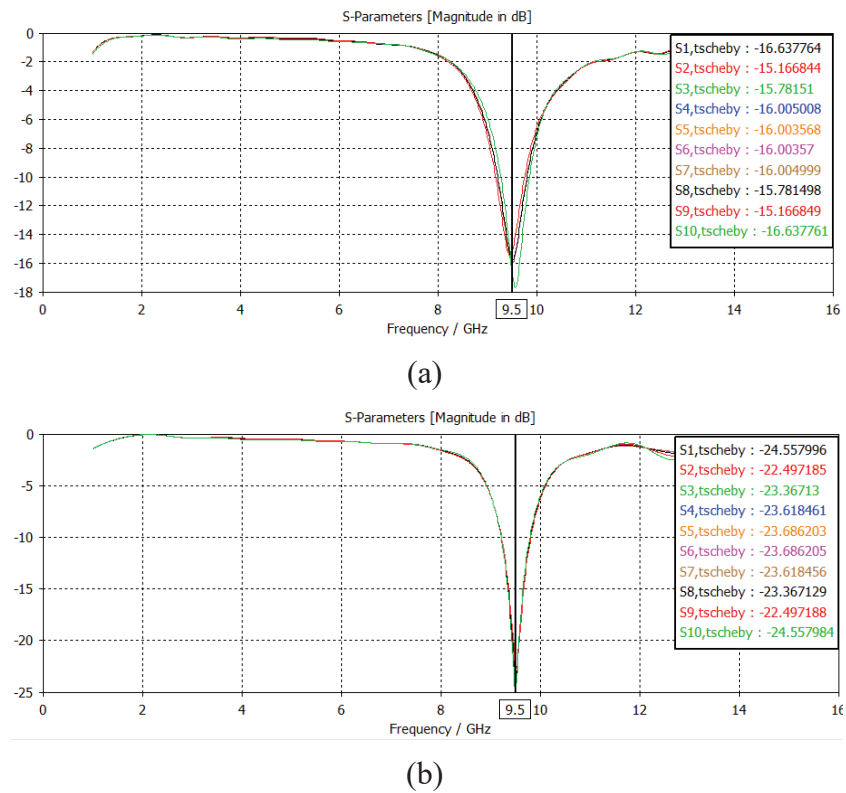 S-Parameters [Magnitude in dB]
0
-2
-4
-6
-8
-10
-12
-14
-16
-18
S1,tscheby : -16.637764
S2,tscheby : -15.166844
S3,tscheby : -15.78151
S4,tscheby : -16.005008
S5,tscheby : -16.003568
S6,tscheby : -16.00357
S7,tscheby : -16.004999
S8,tscheby : -15.781498
S9,tscheby : -15.166849
S10,tscheby : -16.637761
0 2 4 6 8 9.5 10 12 14 16
Frequency / GHz
(a)
S-Parameters [Magnitude in dB]
0
-5
-10
-15
-20
-25
S1,tscheby : -24.557996
S2,tscheby : -22.497185
S3,tscheby : -23.36713
S4,tscheby : -23.618461
S5,tscheby : -23.686203
S6,tscheby : -23.686205
S7,tscheby : -23.618456
S8,tscheby : -23.367129
S9,tscheby : -22.497188
S10,tscheby : -24.557984
0 2 4 6 8 9.5 10 12 14 16
Frequency / GHz
(b)